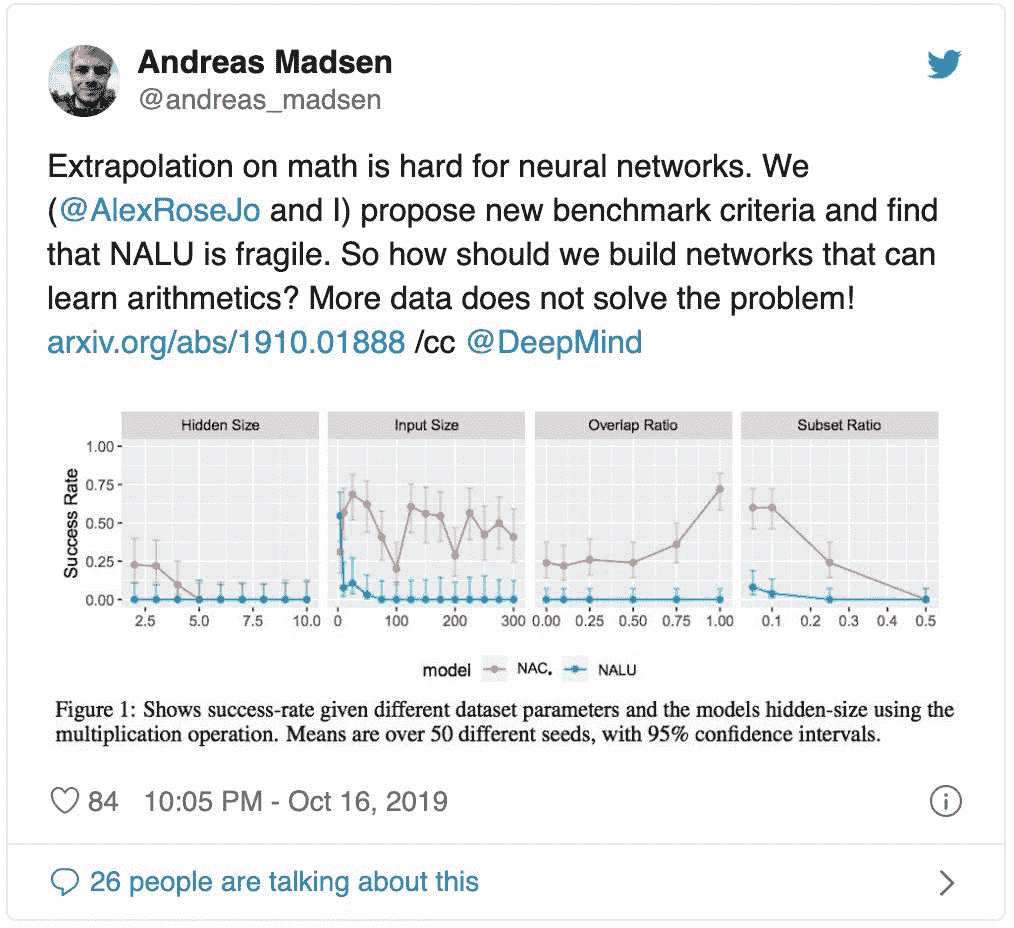 Andreas Madsen
@andreas_madsen
Extrapolation on math is hard for neural networks. We
(@AlexRoseJo and I) propose new benchmark criteria and find
that NALU is fragile. So how should we build networks that can
learn arithmetics? More data does not solve the problem!
arxiv.org/abs/1910.01888 /cc @DeepMind
Hidden Size Input Size Overlap Ratio Subset Ratio
Success Rate
1.00
0.75
0.50
0.25
0.00
2.5 5.0 7.5 10.0 0 100 200 300 0.00 0.25 0.50 0.75 1.00 0.1 0.2 0.3 0.4 0.5
model NAC. NALU
Figure 1: Shows success-rate given different dataset parameters and the models hidden-size using the
multiplication operation. Means are over 50 different seeds, with 95% confidence intervals.
84 10:05 PM - Oct 16, 2019
26 people are talking about this